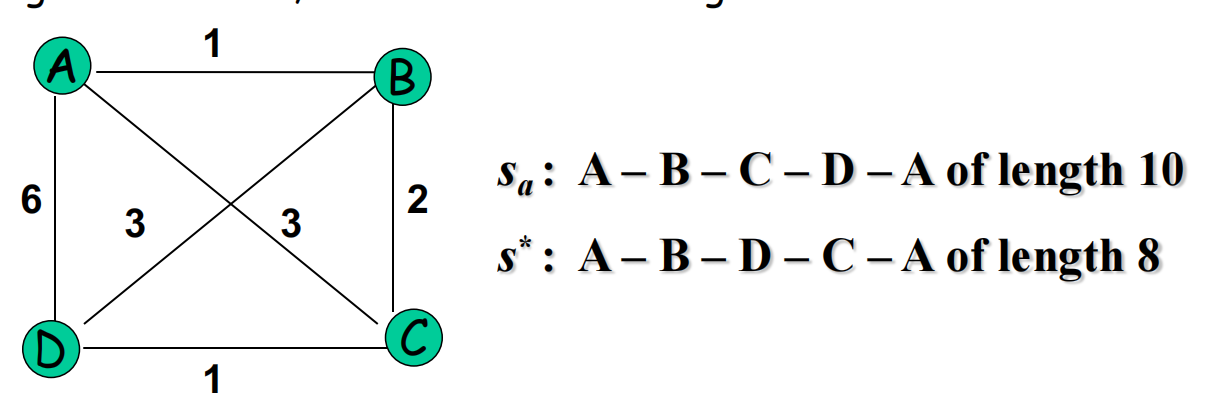 A
1
B
6
3
3
2
D
1
C
sₐ : A – B – C – D – A of length 10
s* : A – B – D – C – A of length 8